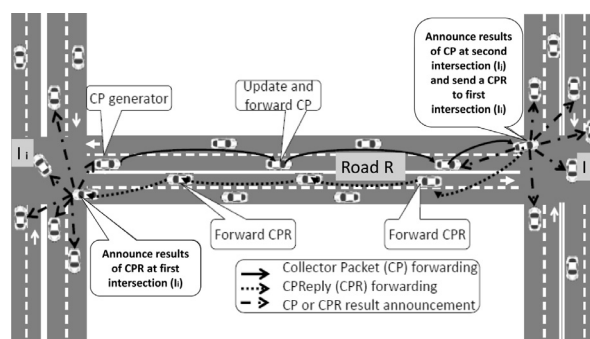 Announce results
of CP at second
intersection (Iⱼ)
and send a CPR
to first
intersection (Iᵢ)
CP generator
Update and
forward CP
I i
Road R
I
Forward CPR
Forward CPR
Announce results
of CPR at first
intersection (Iᵢ)
Collector Packet (CP) forwarding
CPReply (CPR) forwarding
CP or CPR result announcement